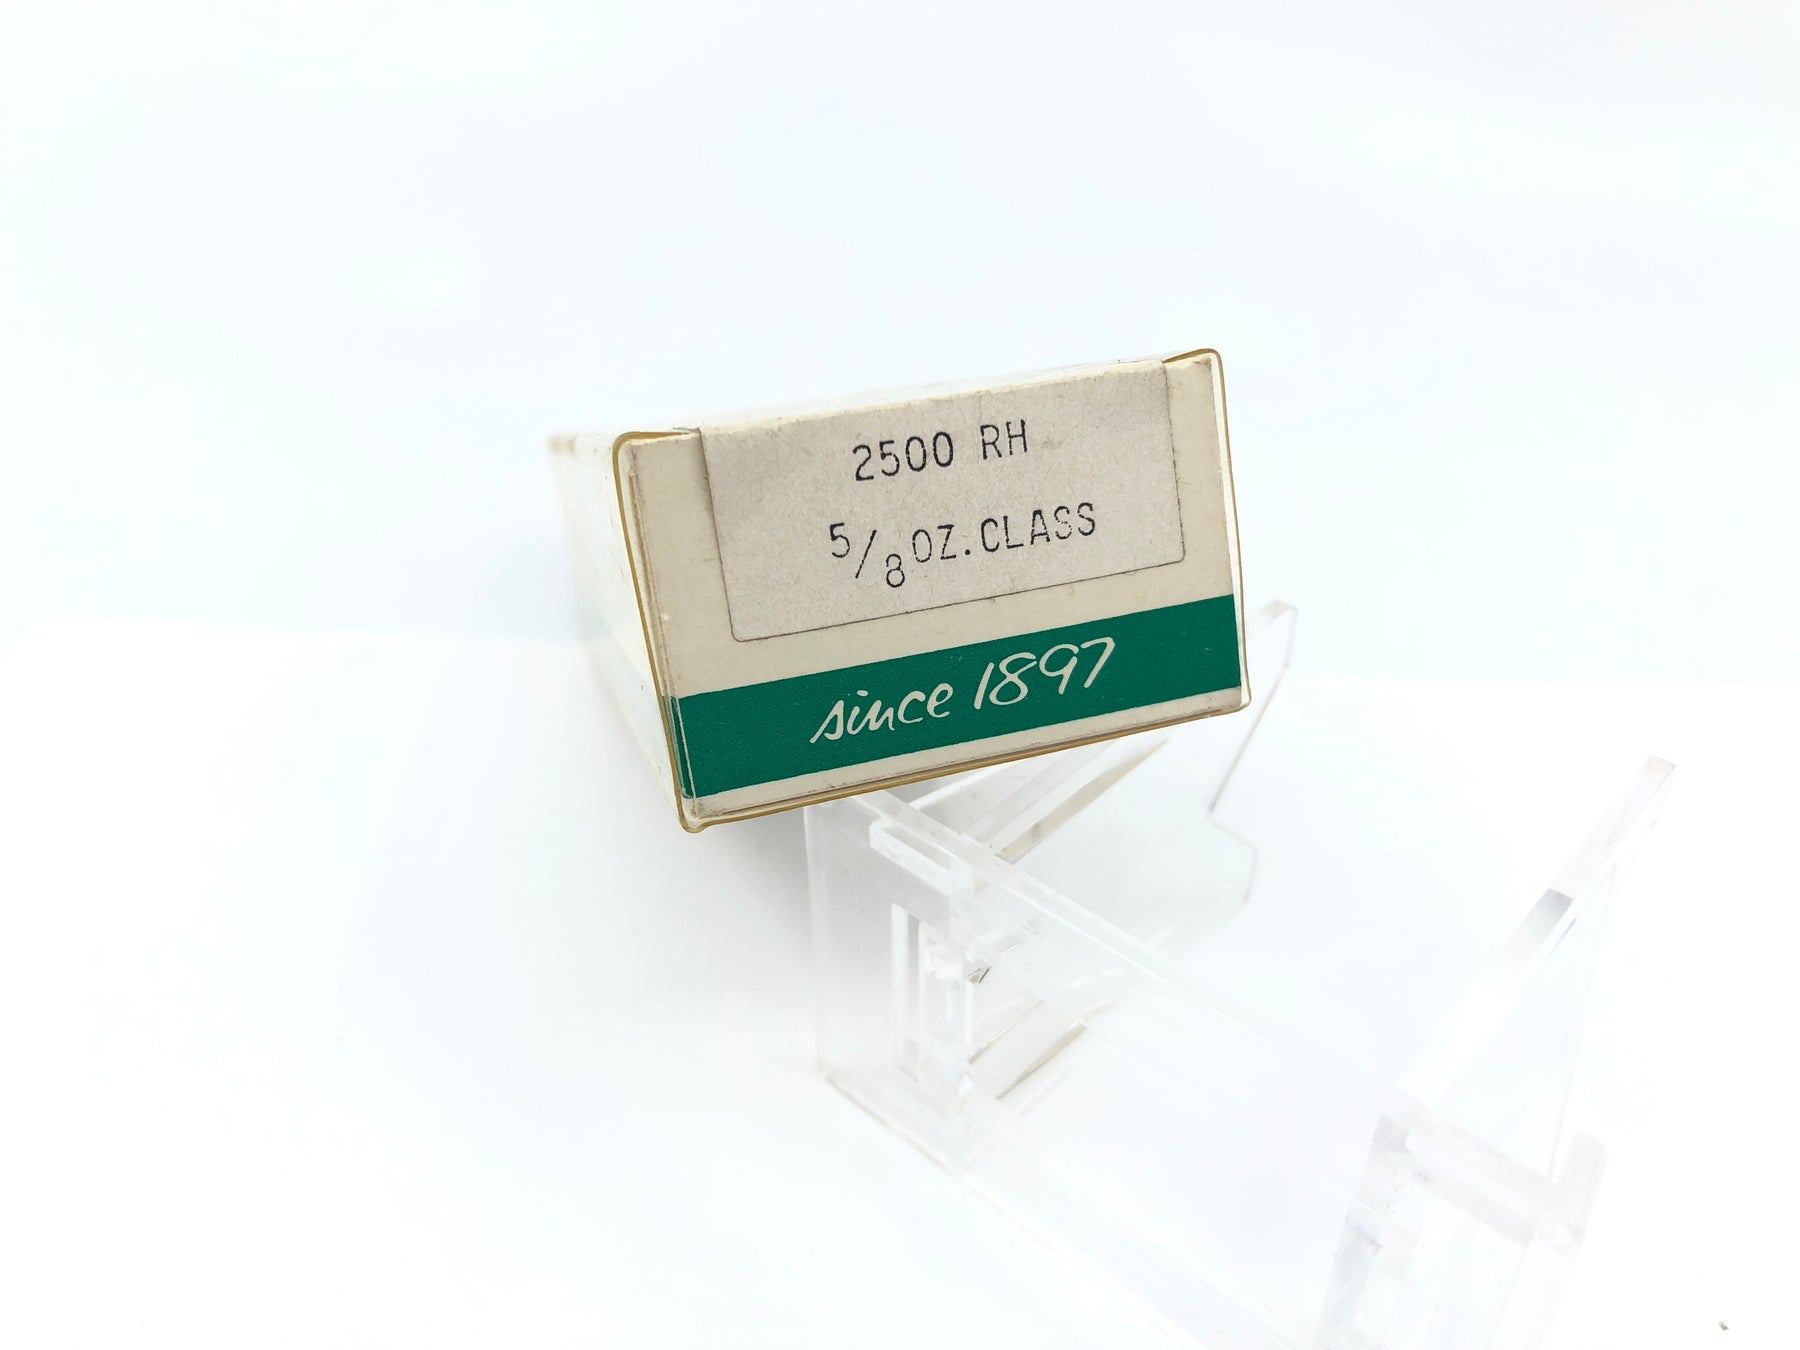 2500 RH
5/8 OZ. CLASS
since 1897